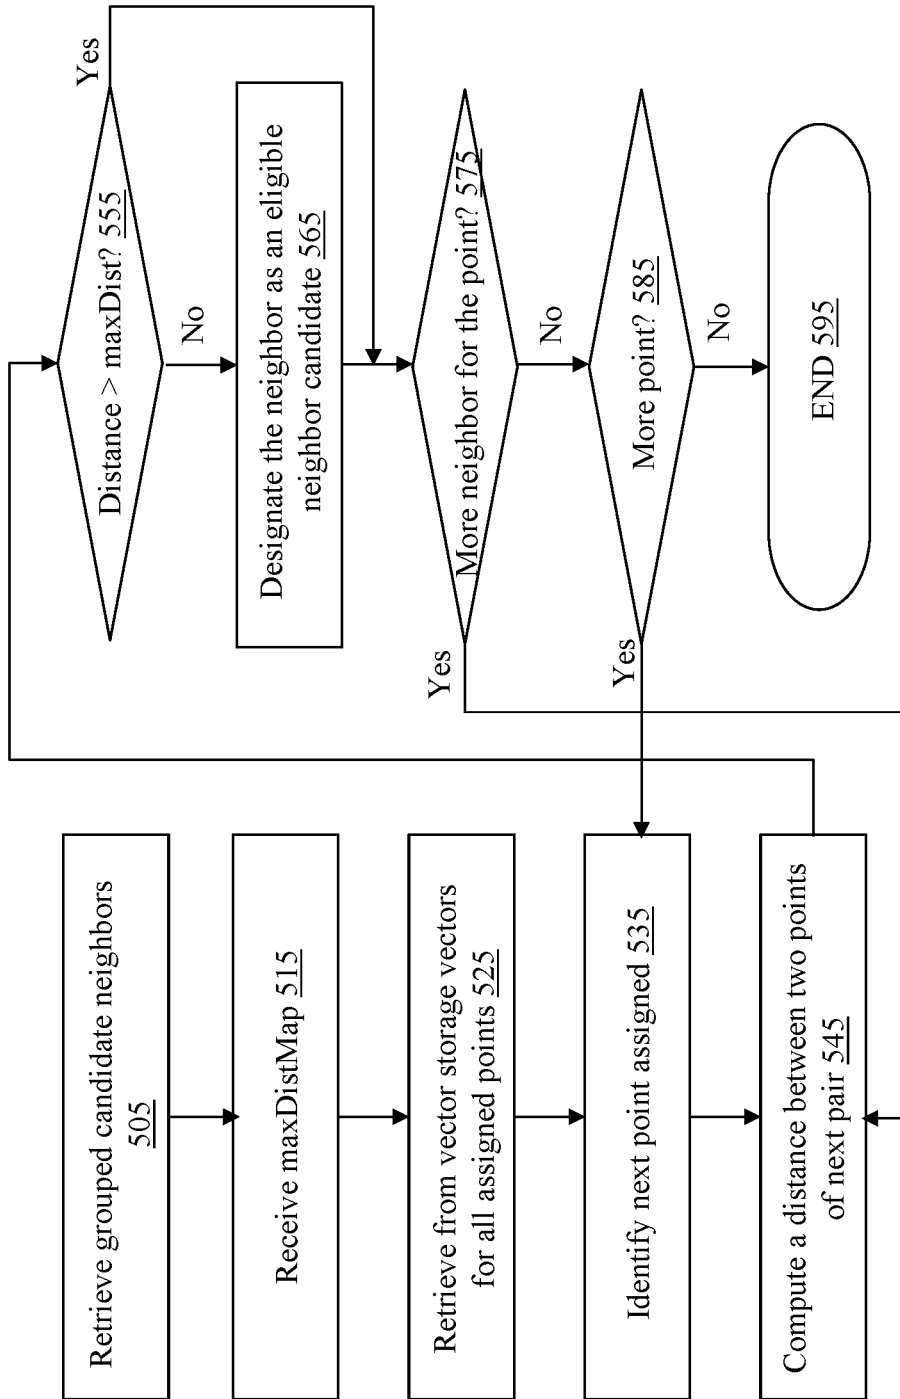 Retrieve grouped candidate neighbors
505
Receive maxDistMap 515
Retrieve from vector storage vectors
for all assigned points 525
Identify next point assigned 535
Compute a distance between two points
of next pair 545
Distance > maxDist? 555
Yes
No
Designate the neighbor as an eligible
neighbor candidate 565
More neighbor for the point? 575
Yes
No
More point? 585
Yes
No
END 595